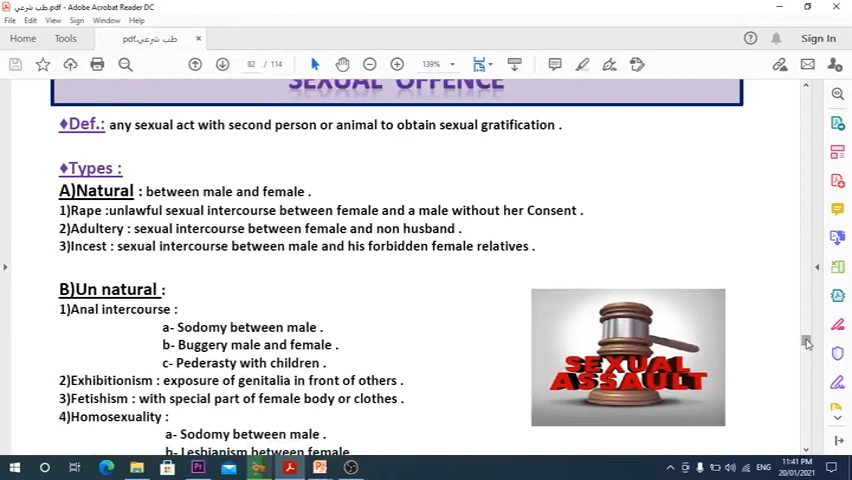 طب شرعي.pdf - Adobe Acrobat Reader DC
File Edit View Sign Window Help
Home Tools طب شرعي.pdf × Sign In
82 / 114 139%
SEXUAL OFFENCE
♦Def.: any sexual act with second person or animal to obtain sexual gratification .
♦Types :
A)Natural : between male and female .
1)Rape :unlawful sexual intercourse between female and a male without her Consent .
2)Adultery : sexual intercourse between female and non husband .
3)Incest : sexual intercourse between male and his forbidden female relatives .
B)Un natural :
1)Anal intercourse :
a- Sodomy between male .
b- Buggery male and female .
c- Pederasty with children .
2)Exhibitionism : exposure of genitalia in front of others .
3)Fetishism : with special part of female body or clothes .
4)Homosexuality :
a- Sodomy between male .
b- Lesbianism between female
SEXUAL
ASSAULT
ENG
11:41 PM
20/01/2021